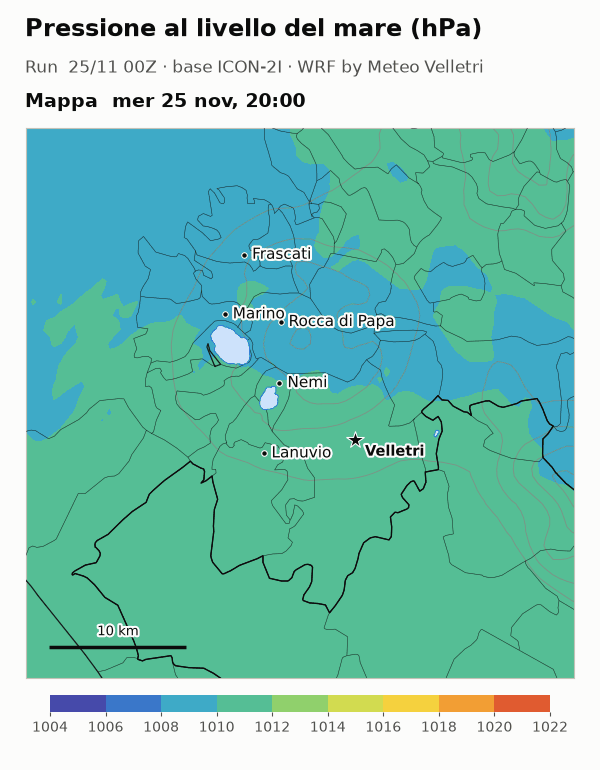 Pressione al livello del mare (hPa)
Run  25/11 00Z · base ICON-2I · WRF by Meteo Velletri
Mappa  mer 25 nov, 20:00
Frascati
Marino
Rocca di Papa
Nemi
Velletri
Lanuvio
10 km
1004 1006 1008 1010 1012 1014 1016 1018 1020 1022